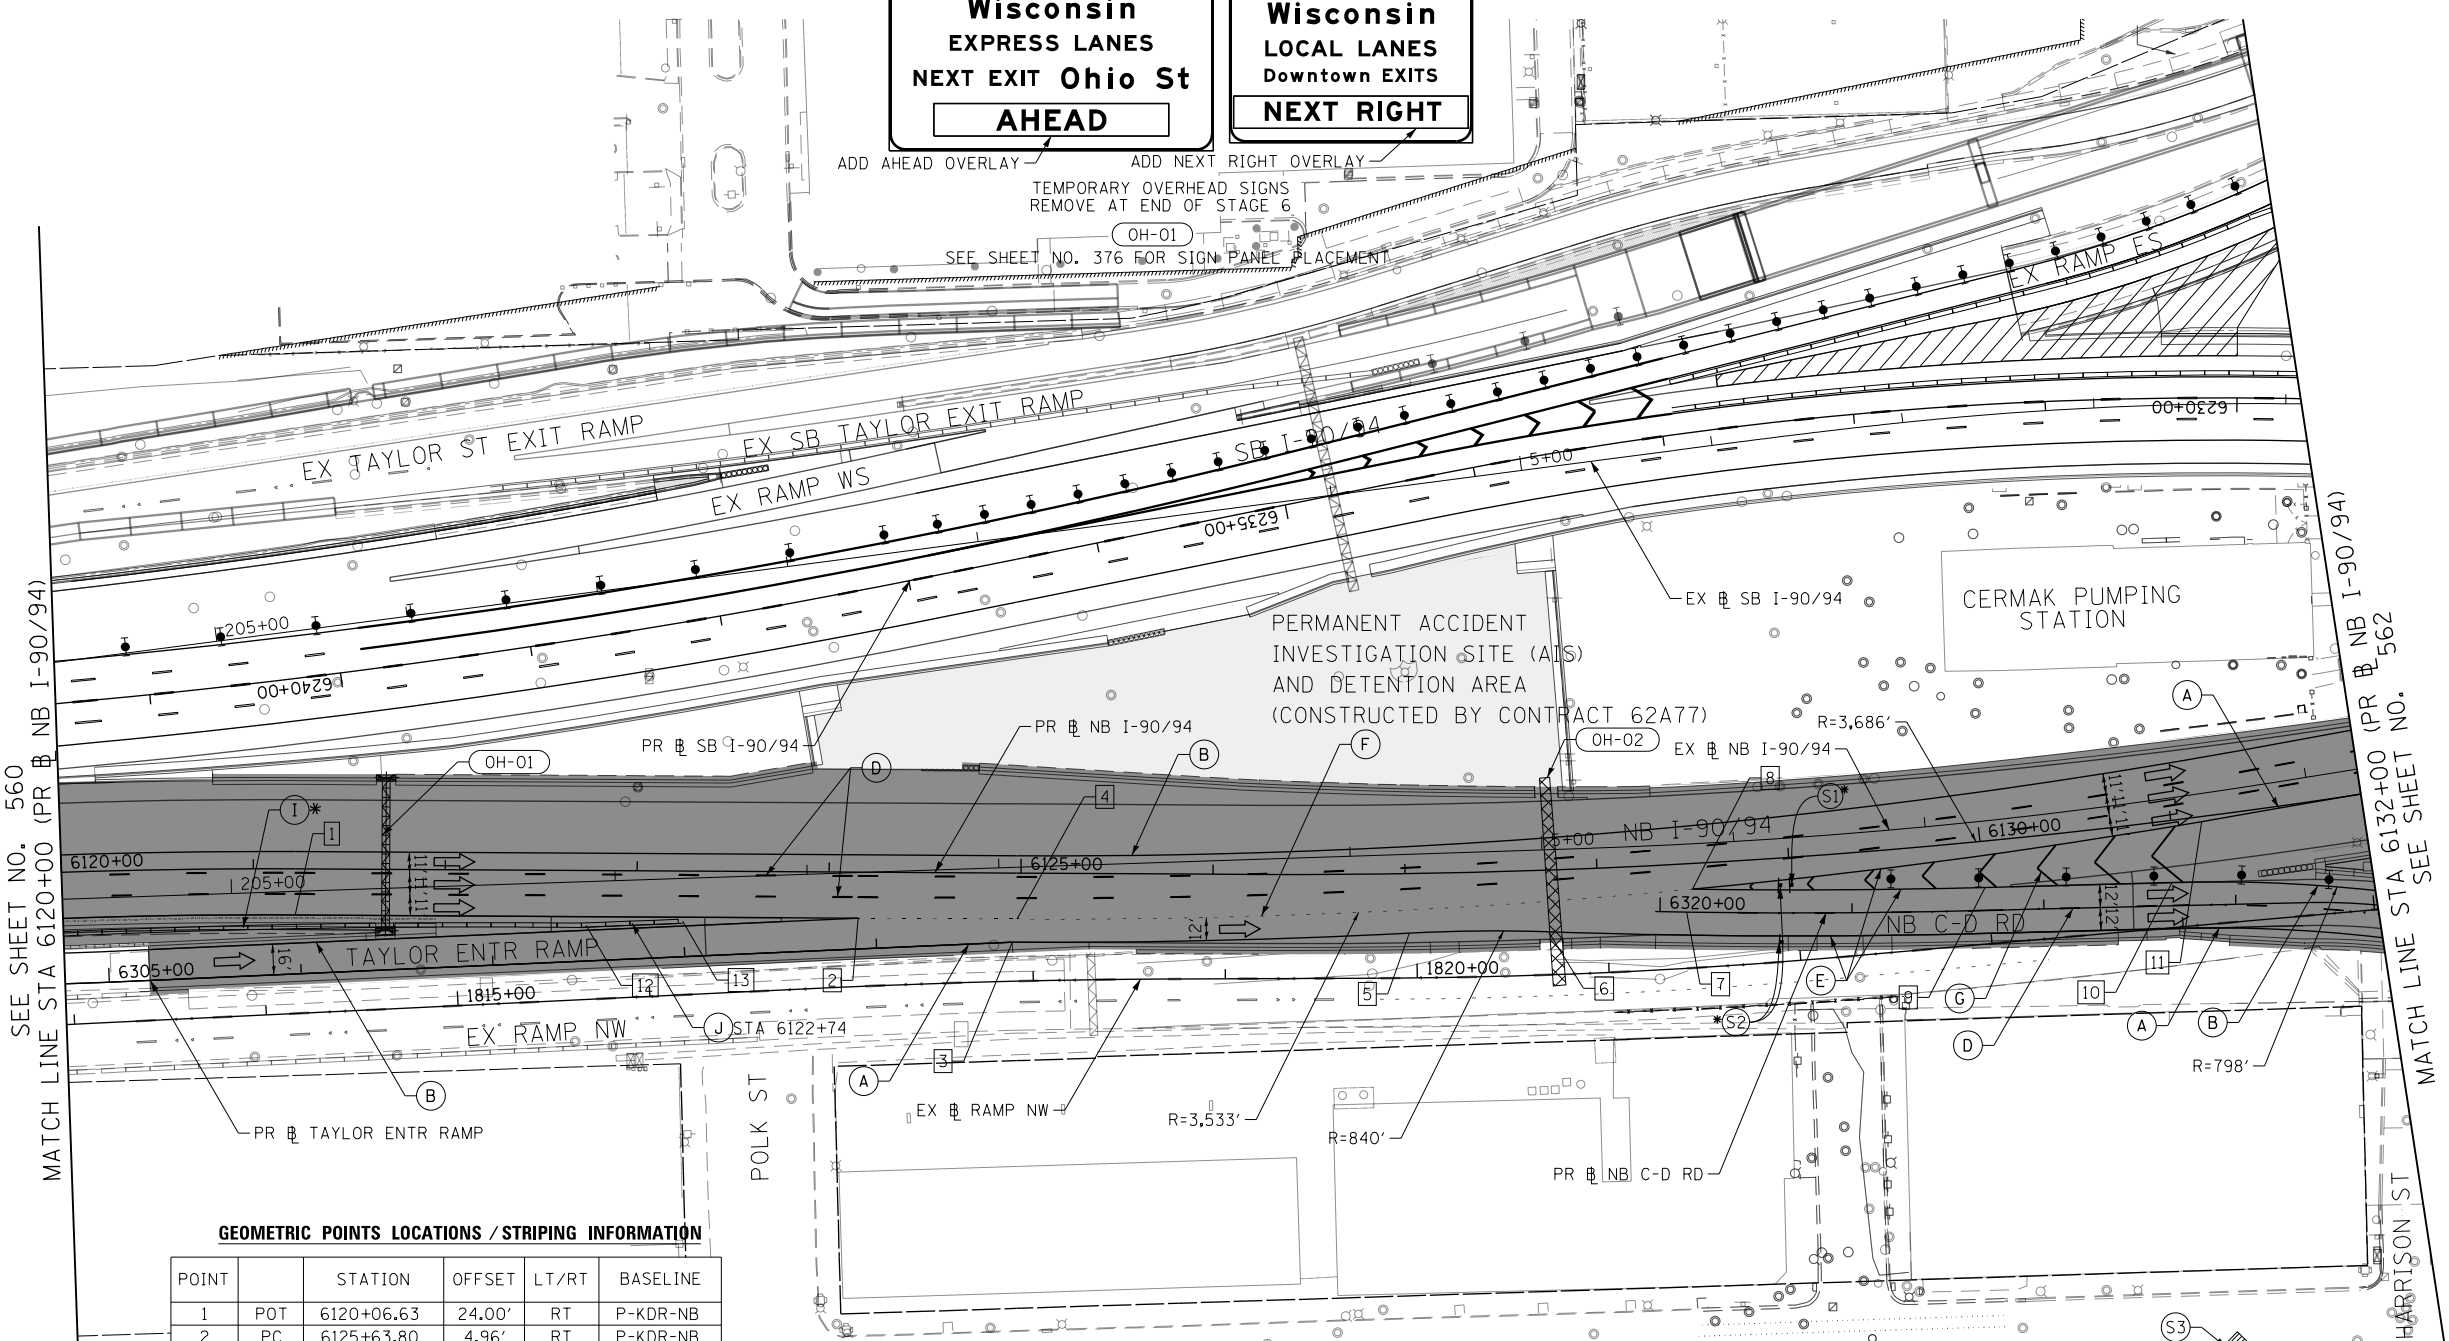 Wisconsin
EXPRESS LANES
NEXT EXIT Ohio St
AHEAD
Wisconsin
LOCAL LANES
Downtown EXITS
NEXT RIGHT
ADD AHEAD OVERLAY
ADD NEXT RIGHT OVERLAY
TEMPORARY OVERHEAD SIGNS
REMOVE AT END OF STAGE 6
OH-01
SEE SHEET NO. 376 FOR SIGN PANEL PLACEMENT
EX RAMP ES
EX TAYLOR ST EXIT RAMP
EX SB TAYLOR EXIT RAMP
EX RAMP WS
SB I-90/94
5+00
6230+00
6235+00
205+00
6240+00
EX ⅊ SB I-90/94
CERMAK PUMPING
STATION
PERMANENT ACCIDENT
INVESTIGATION SITE (AIS)
AND DETENTION AREA
(CONSTRUCTED BY CONTRACT 62A77)
PR ⅊ SB I-90/94
PR ⅊ NB I-90/94
EX ⅊ NB I-90/94
R=3,686'
OH-01
OH-02
I*
1
D
4
B
F
8
S1*
A
6120+00
205+00
6125+00
5+00
NB I-90/94
6130+00
11' 11' 11'
11' 11' 11'
6320+00
NB C-D RD
12' 12'
12'
TAYLOR ENTR RAMP
16'
6305+00
1815+00
1820+00
EX RAMP NW
12
13
2
5
6
7
E
9
G
10
11
J STA 6122+74
*S2
3
A
B
D
A
B
R=798'
EX ⅊ RAMP NW
R=3,533'
R=840'
PR ⅊ NB C-D RD
PR ⅊ TAYLOR ENTR RAMP
POLK ST
HARRISON ST
S3
SEE SHEET NO. 560
MATCH LINE STA 6120+00 (PR ⅊ NB I-90/94)
MATCH LINE STA 6132+00 (PR ⅊ NB I-90/94)
SEE SHEET NO. 562
GEOMETRIC POINTS LOCATIONS / STRIPING INFORMATION
POINT STATION OFFSET LT/RT BASELINE
1 POT 6120+06.63 24.00' RT P-KDR-NB
2 PC 6125+63.80 4.96' RT P-KDR-NB